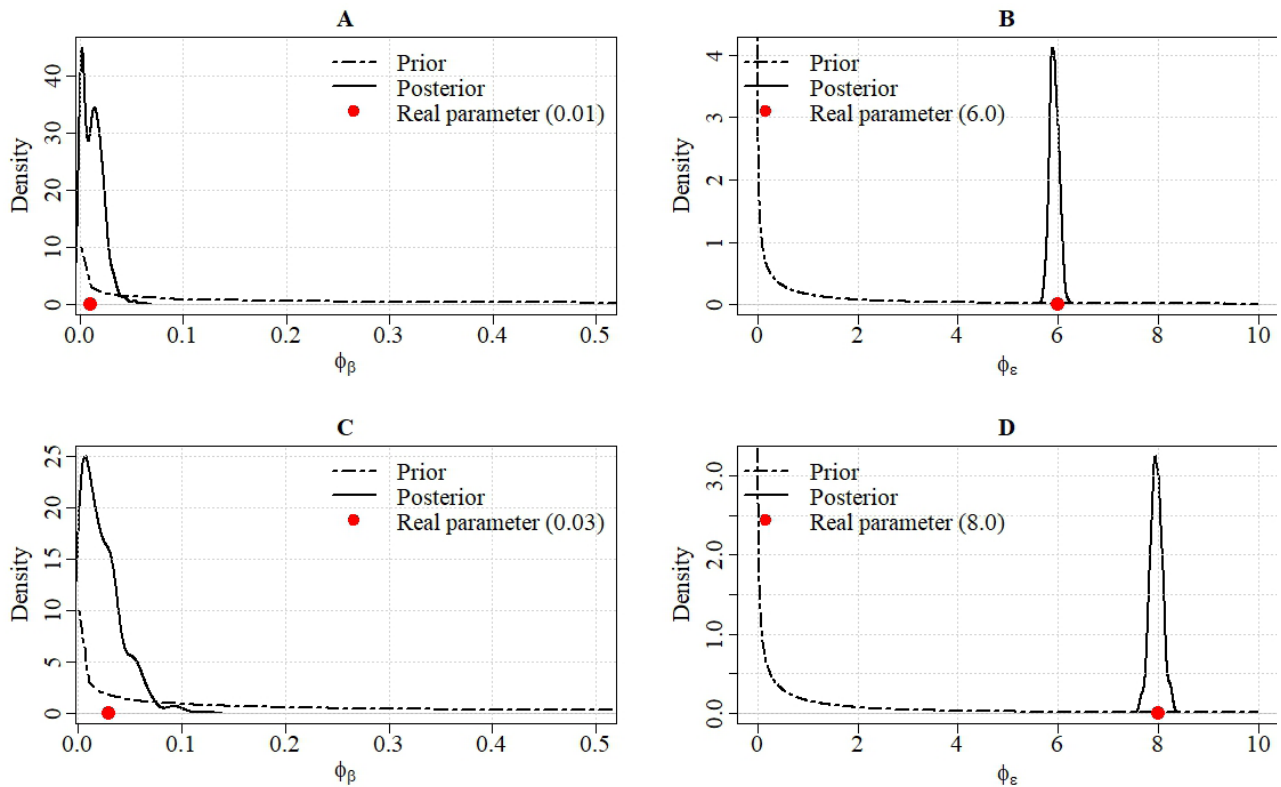 A
Prior
Posterior
Real parameter (0.01)
Density
0 10 20 30 40
0.0 0.1 0.2 0.3 0.4 0.5
ϕβ
B
Prior
Posterior
Real parameter (6.0)
Density
0 1 2 3 4
0 2 4 6 8 10
ϕε
C
Prior
Posterior
Real parameter (0.03)
Density
0 5 10 15 20 25
0.0 0.1 0.2 0.3 0.4 0.5
ϕβ
D
Prior
Posterior
Real parameter (8.0)
Density
0.0 1.0 2.0 3.0
0 2 4 6 8 10
ϕε